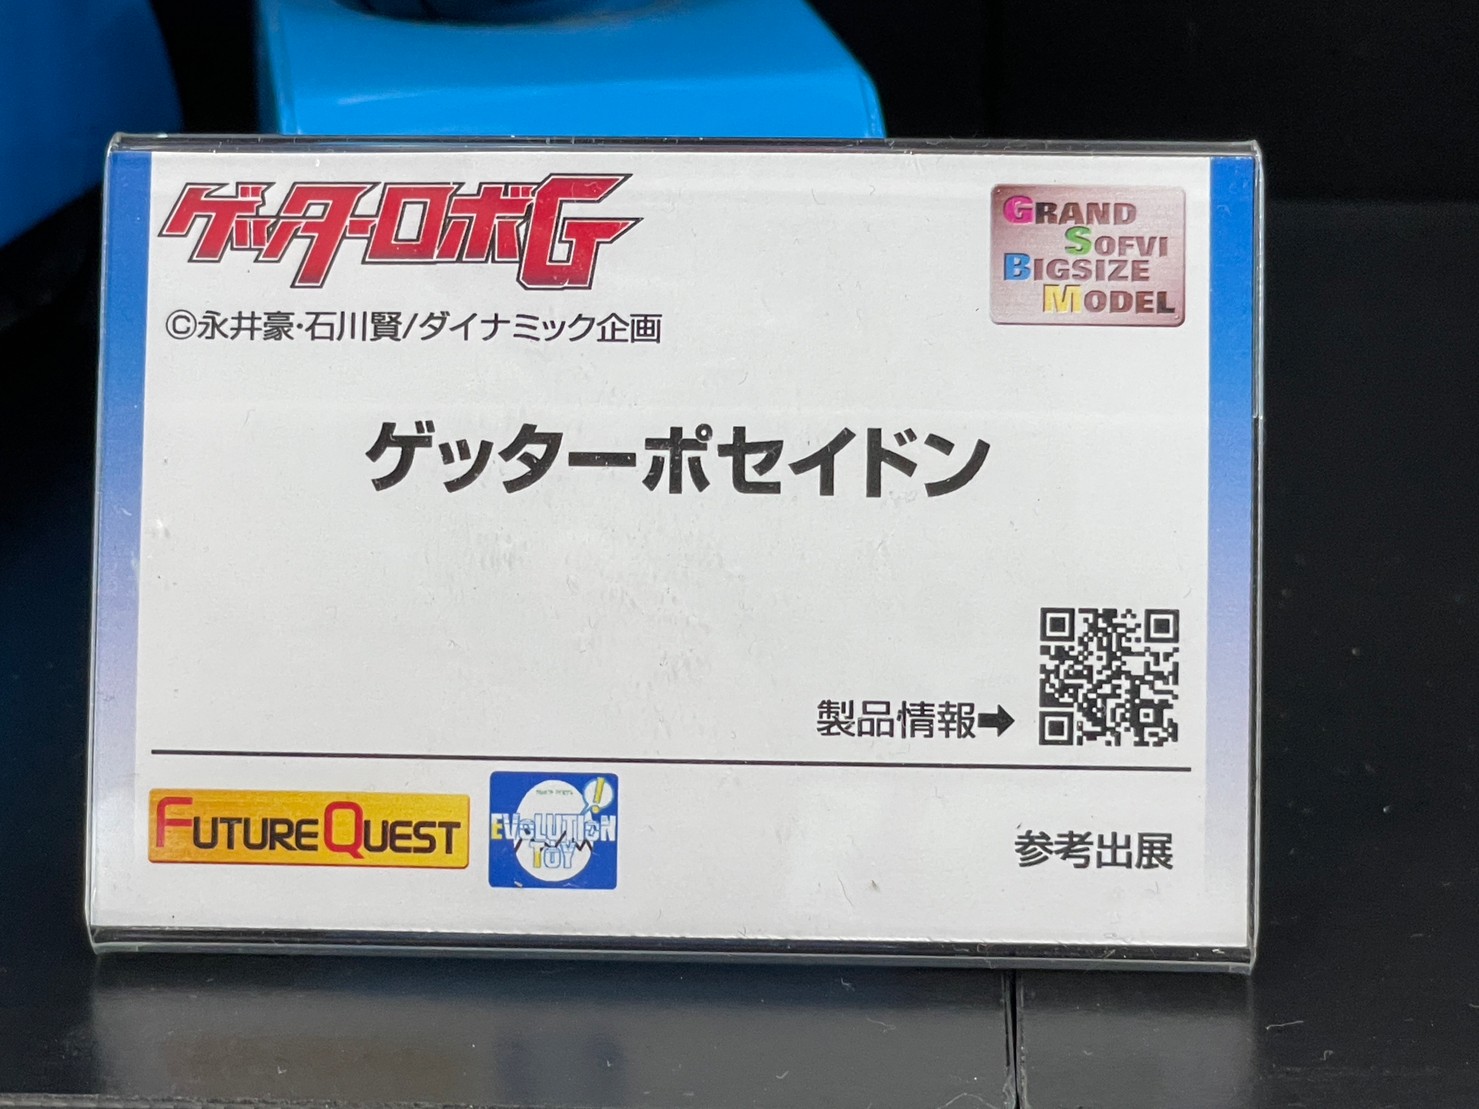 ゲッターロボG
GRAND
SOFVI
BIGSIZE
MODEL
©永井豪・石川賢/ダイナミック企画
ゲッターポセイドン
製品情報➡
FUTURE QUEST
EVOLUTION
TOY
参考出展